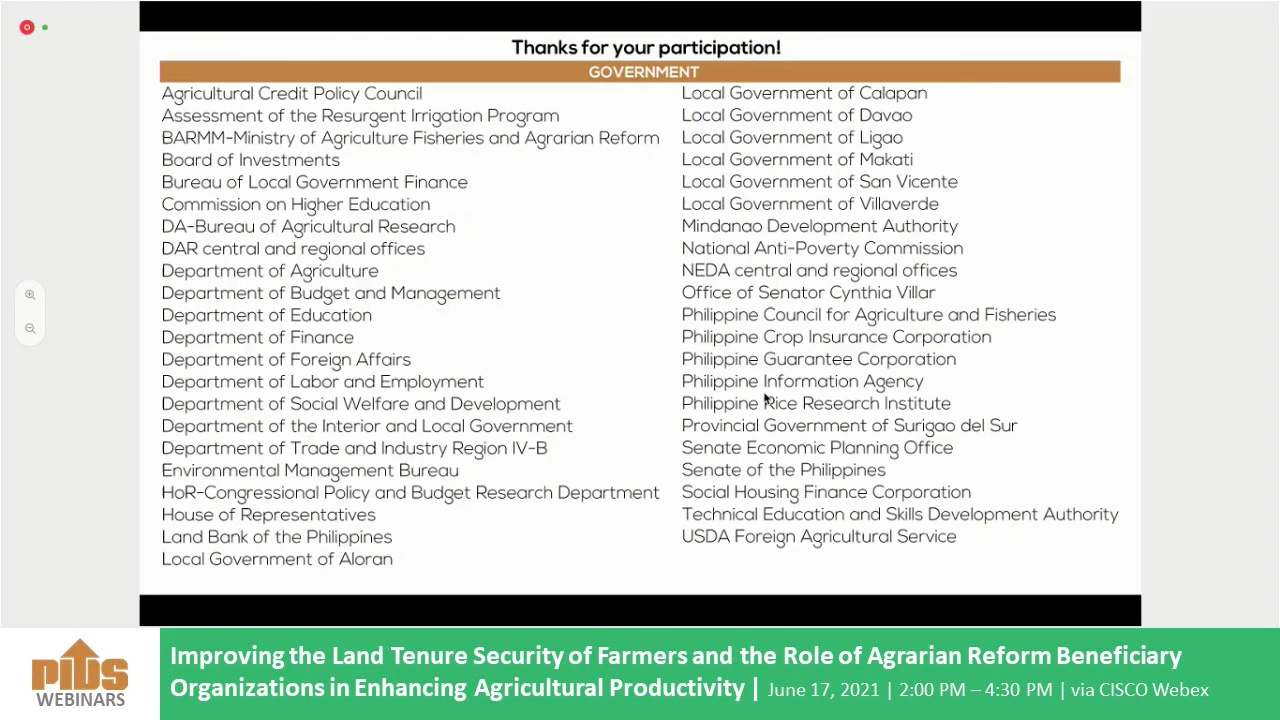 Thanks for your participation!
GOVERNMENT
Agricultural Credit Policy Council
Assessment of the Resurgent Irrigation Program
BARMM-Ministry of Agriculture Fisheries and Agrarian Reform
Board of Investments
Bureau of Local Government Finance
Commission on Higher Education
DA-Bureau of Agricultural Research
DAR central and regional offices
Department of Agriculture
Department of Budget and Management
Department of Education
Department of Finance
Department of Foreign Affairs
Department of Labor and Employment
Department of Social Welfare and Development
Department of the Interior and Local Government
Department of Trade and Industry Region IV-B
Environmental Management Bureau
HoR-Congressional Policy and Budget Research Department
House of Representatives
Land Bank of the Philippines
Local Government of Aloran
Local Government of Calapan
Local Government of Davao
Local Government of Ligao
Local Government of Makati
Local Government of San Vicente
Local Government of Villaverde
Mindanao Development Authority
National Anti-Poverty Commission
NEDA central and regional offices
Office of Senator Cynthia Villar
Philippine Council for Agriculture and Fisheries
Philippine Crop Insurance Corporation
Philippine Guarantee Corporation
Philippine Information Agency
Philippine Rice Research Institute
Provincial Government of Surigao del Sur
Senate Economic Planning Office
Senate of the Philippines
Social Housing Finance Corporation
Technical Education and Skills Development Authority
USDA Foreign Agricultural Service
PIDS
WEBINARS
Improving the Land Tenure Security of Farmers and the Role of Agrarian Reform Beneficiary
Organizations in Enhancing Agricultural Productivity | June 17, 2021 | 2:00 PM – 4:30 PM | via CISCO Webex